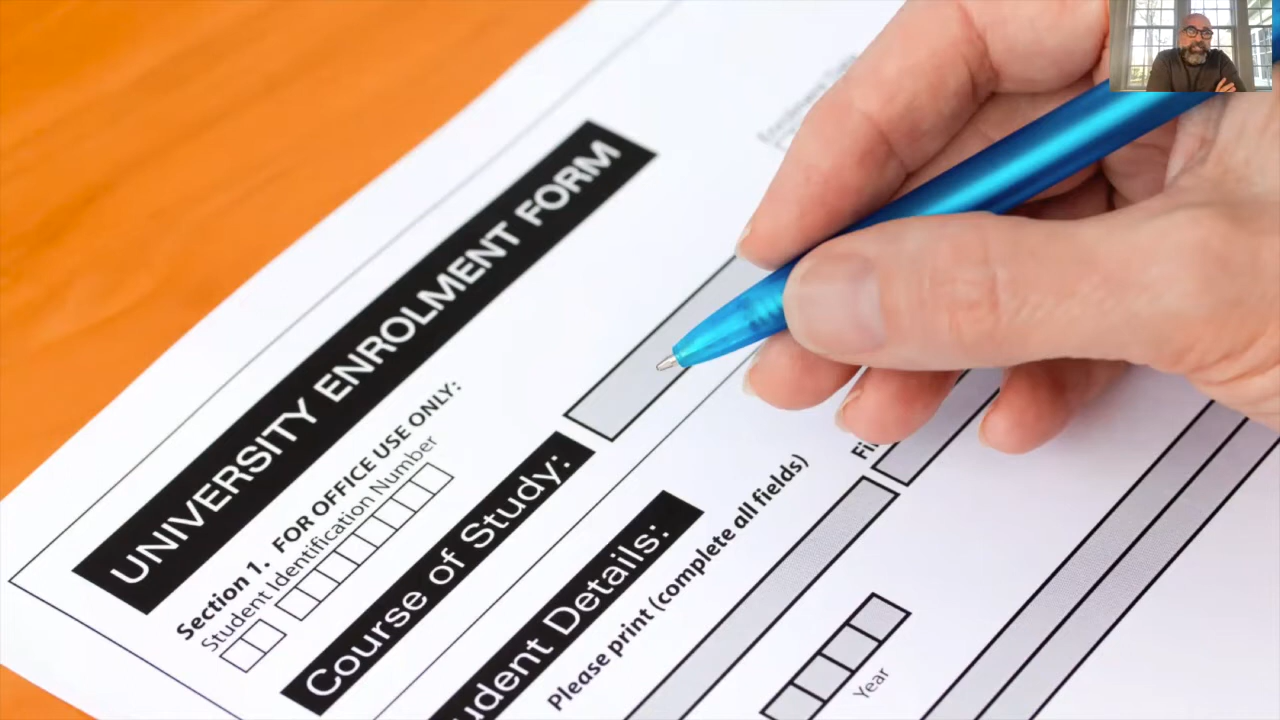 UNIVERSITY ENROLMENT FORM
Section 1. FOR OFFICE USE ONLY:
Student Identification Number
Course of Study:
udent Details:
Please print (complete all fields)
Year